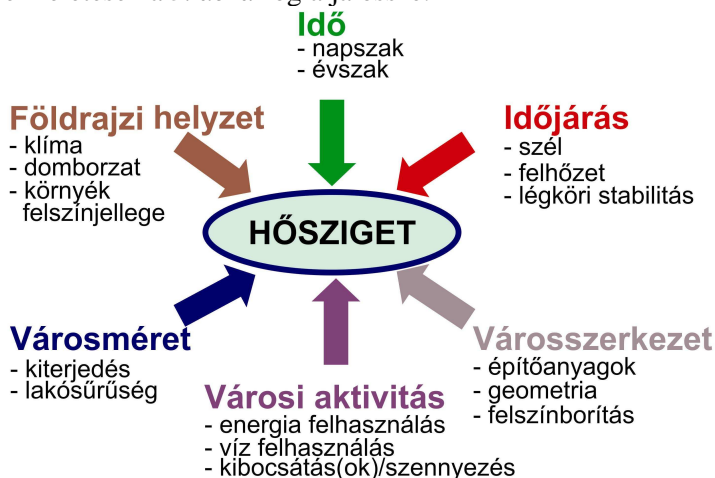 Idő
- napszak
- évszak
Földrajzi helyzet
- klíma
- domborzat
- környék
felszínjellege
Időjárás
- szél
- felhőzet
- légköri stabilitás
HŐSZIGET
Városméret
- kiterjedés
- lakósűrűség
Városi aktivitás
- energia felhasználás
- víz felhasználás
- kibocsátás(ok)/szennyezés
Városszerkezet
- építőanyagok
- geometria
- felszínborítás